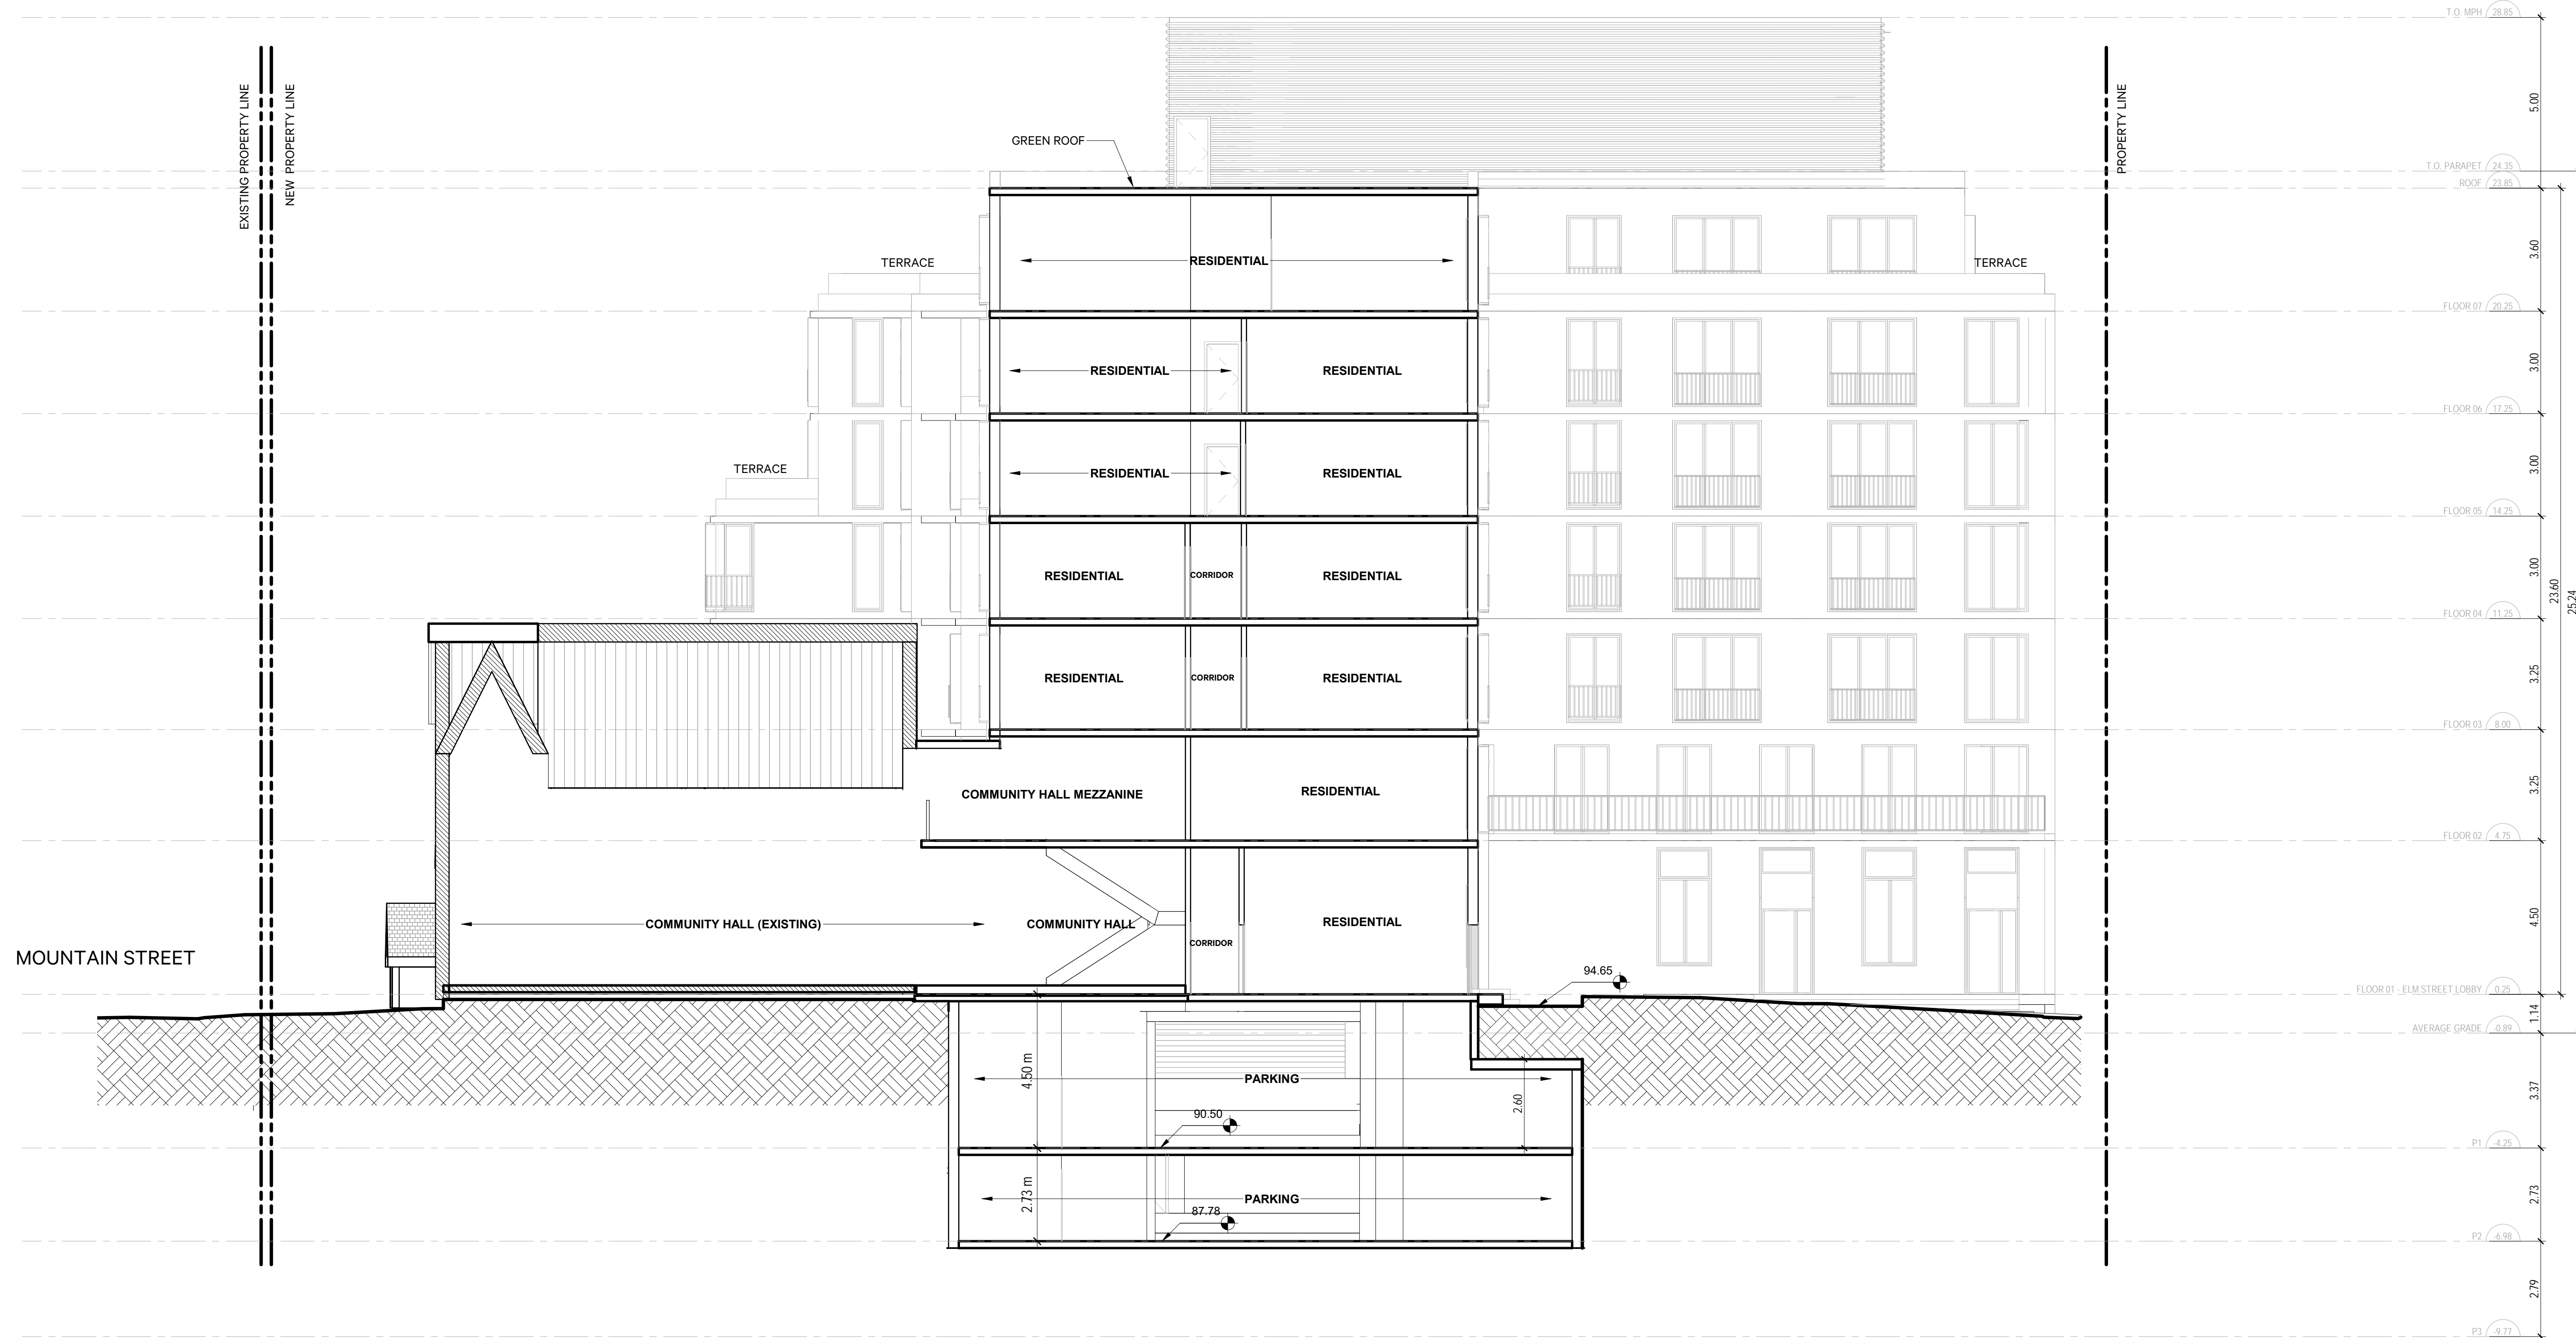 T.O. MPH 28.85
EXISTING PROPERTY LINE
NEW PROPERTY LINE
PROPERTY LINE
5.00
GREEN ROOF
T.O. PARAPET 24.35
ROOF 23.85
TERRACE
RESIDENTIAL
TERRACE
3.60
FLOOR 07 20.25
RESIDENTIAL
RESIDENTIAL
3.00
FLOOR 06 17.25
TERRACE
RESIDENTIAL
RESIDENTIAL
3.00
FLOOR 05 14.25
RESIDENTIAL
CORRIDOR
RESIDENTIAL
3.00
23.60
25.24
FLOOR 04 11.25
RESIDENTIAL
CORRIDOR
RESIDENTIAL
3.25
FLOOR 03 8.00
COMMUNITY HALL MEZZANINE
RESIDENTIAL
3.25
FLOOR 02 4.75
COMMUNITY HALL (EXISTING)
COMMUNITY HALL
CORRIDOR
RESIDENTIAL
4.50
MOUNTAIN STREET
94.65
FLOOR 01 - ELM STREET LOBBY 0.25
1.14
AVERAGE GRADE -0.89
4.50 m
PARKING
2.60
3.37
90.50
P1 -4.25
2.73 m
PARKING
2.73
87.78
P2 -6.98
2.79
P3 -9.77